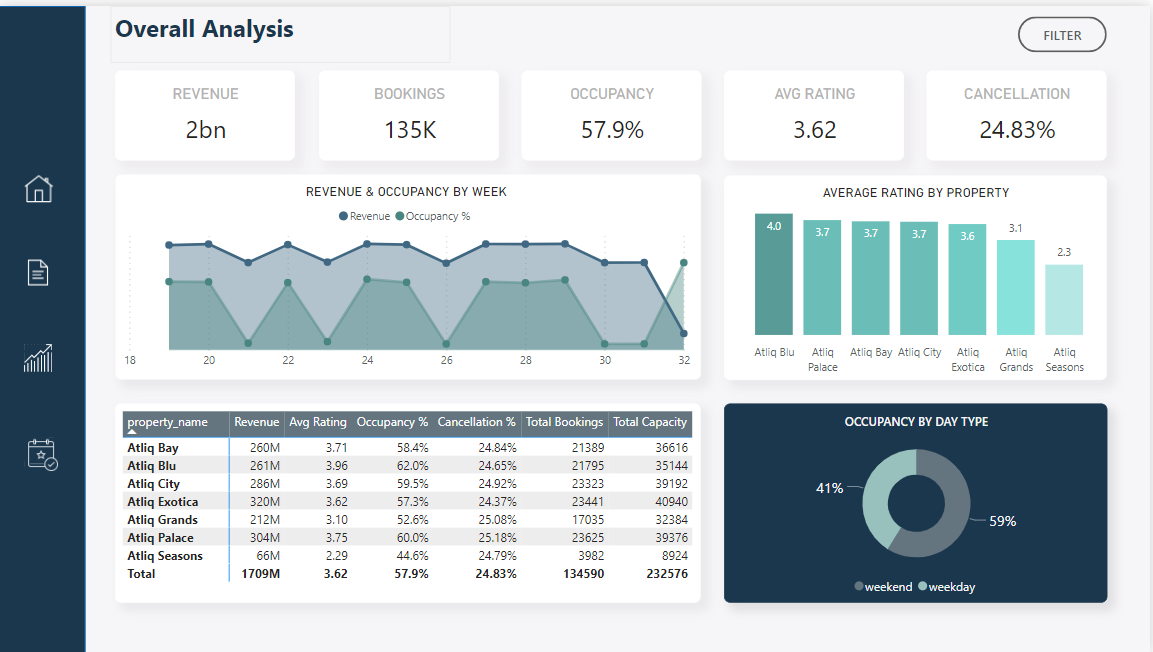 Overall Analysis
FILTER
REVENUE
2bn
BOOKINGS
135K
OCCUPANCY
57.9%
AVG RATING
3.62
CANCELLATION
24.83%
REVENUE & OCCUPANCY BY WEEK
Revenue Occupancy %
18 20 22 24 26 28 30 32
AVERAGE RATING BY PROPERTY
4.0 3.7 3.7 3.7 3.6 3.1 2.3
Atliq Blu Atliq Palace Atliq Bay Atliq City Atliq Exotica Atliq Grands Atliq Seasons
property_name Revenue Avg Rating Occupancy % Cancellation % Total Bookings Total Capacity
Atliq Bay 260M 3.71 58.4% 24.84% 21389 36616
Atliq Blu 261M 3.96 62.0% 24.65% 21795 35144
Atliq City 286M 3.69 59.5% 24.92% 23323 39192
Atliq Exotica 320M 3.62 57.3% 24.37% 23441 40940
Atliq Grands 212M 3.10 52.6% 25.08% 17035 32384
Atliq Palace 304M 3.75 60.0% 25.18% 23625 39376
Atliq Seasons 66M 2.29 44.6% 24.79% 3982 8924
Total 1709M 3.62 57.9% 24.83% 134590 232576
OCCUPANCY BY DAY TYPE
41%
59%
weekend weekday